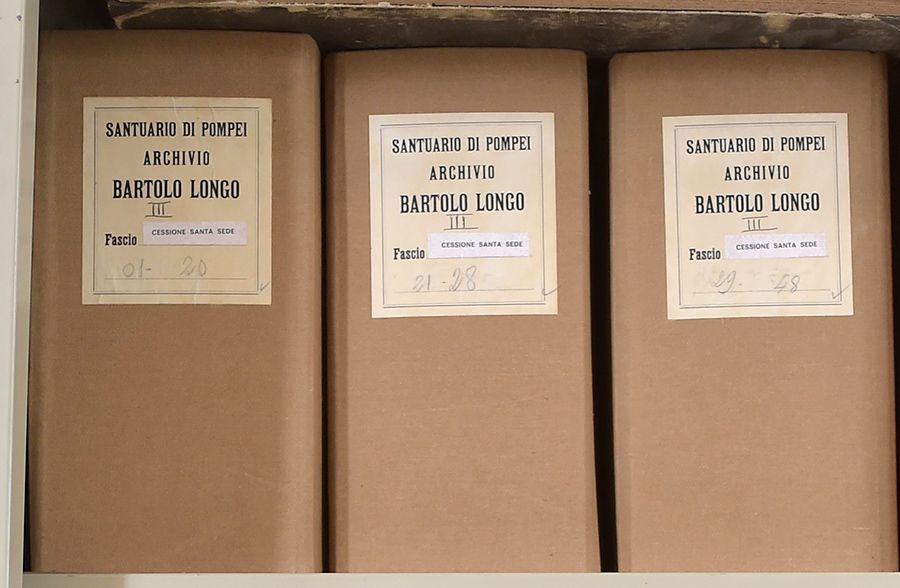 SANTUARIO DI POMPEI
ARCHIVIO
BARTOLO LONGO
III
Fascio CESSIONE SANTA SEDE
01- 20
SANTUARIO DI POMPEI
ARCHIVIO
BARTOLO LONGO
III
Fascio CESSIONE SANTA SEDE
21-28
SANTUARIO DI POMPEI
ARCHIVIO
BARTOLO LONGO
III
Fascio CESSIONE SANTA SEDE
29- 48